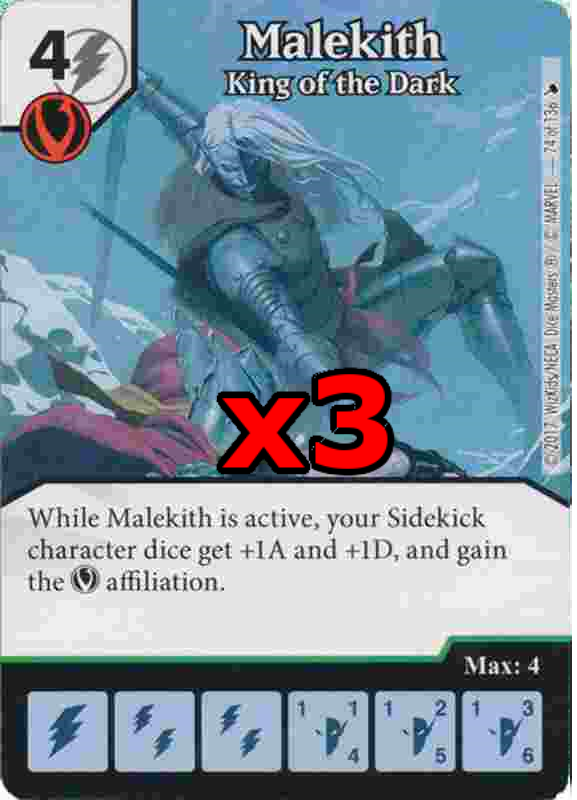 4
Malekith
King of the Dark
©2017 WizKids/NECA Dice Masters ® / © MARVEL — 74 of 136
x3
While Malekith is active, your Sidekick
character dice get +1A and +1D, and gain
the affiliation.
Max: 4
1 1 4
1 2 5
1 3 6